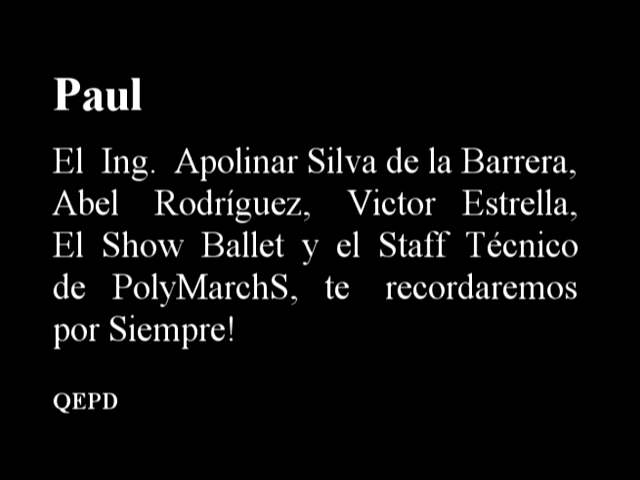 Paul
El Ing. Apolinar Silva de la Barrera,
Abel Rodríguez, Victor Estrella,
El Show Ballet y el Staff Técnico
de PolyMarchS, te recordaremos
por Siempre!
QEPD